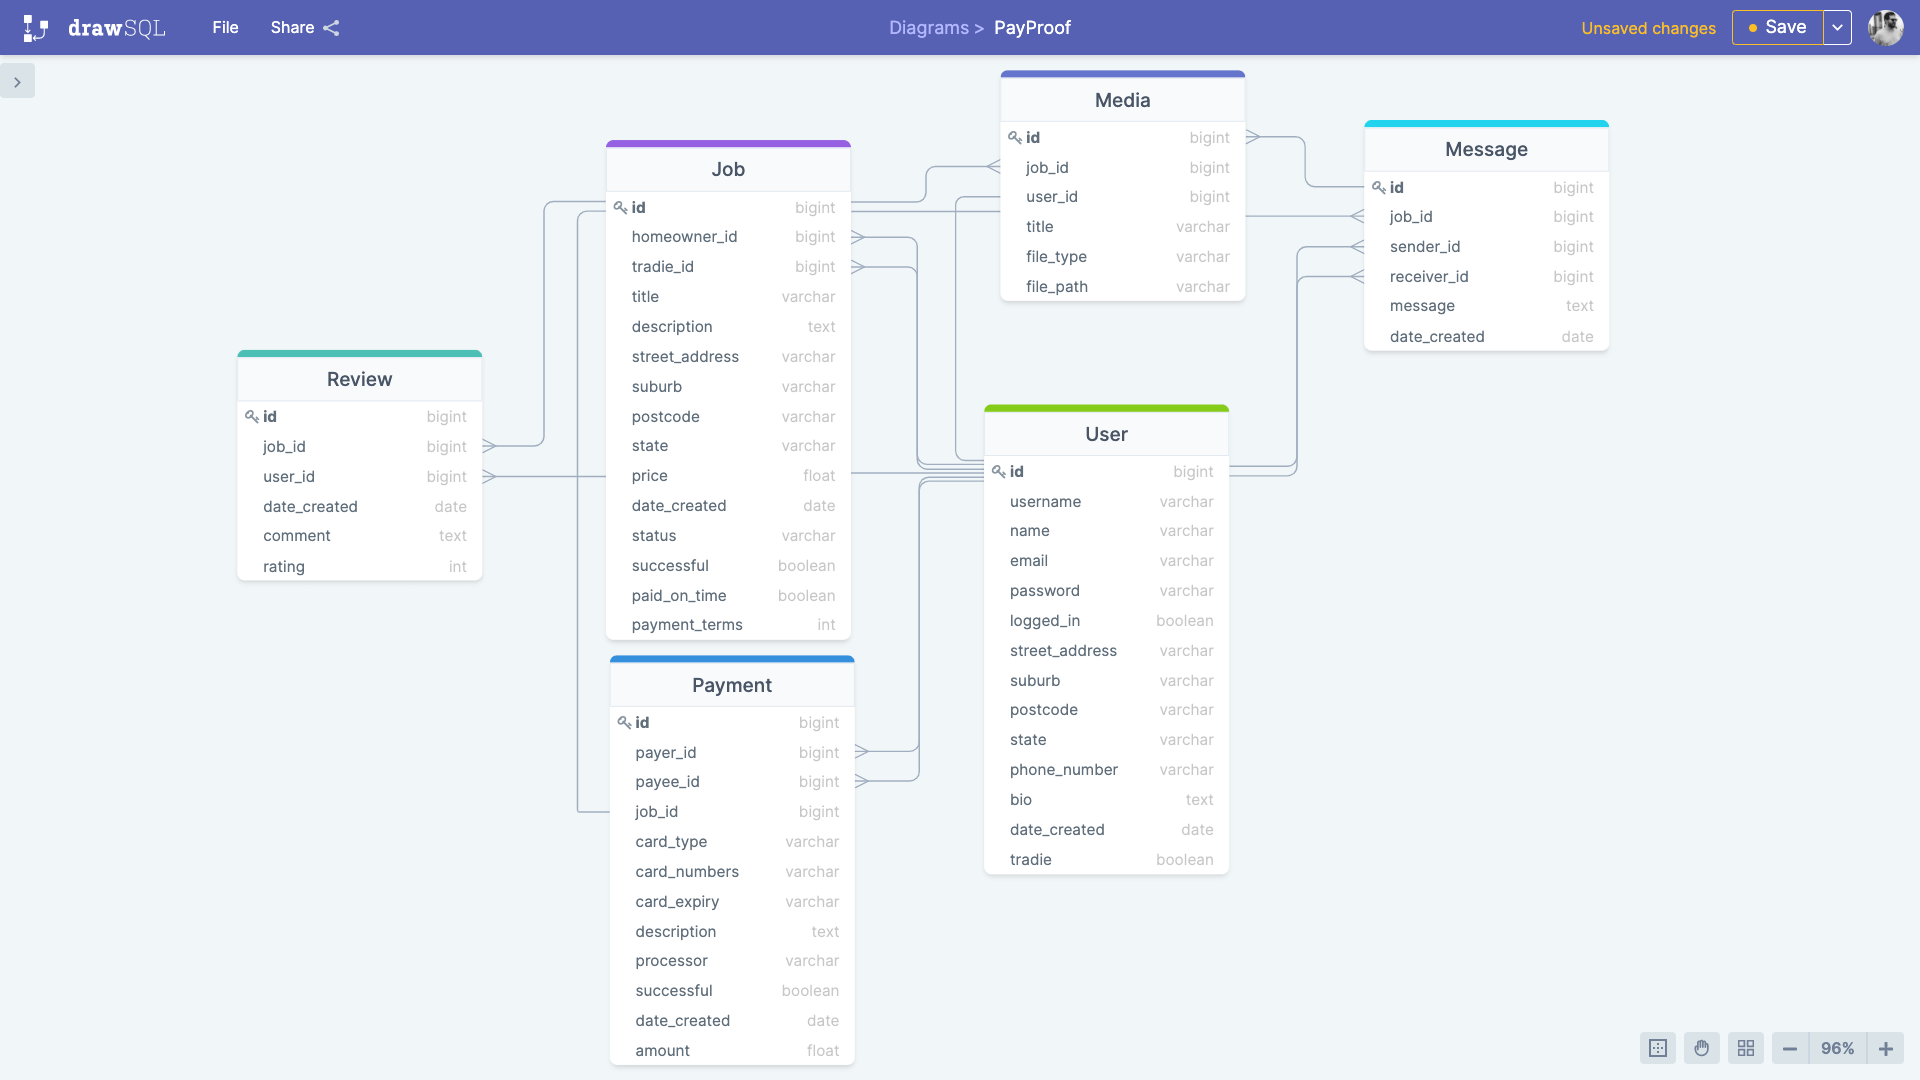 drawSQL File Share Diagrams > PayProof Unsaved changes Save
Media
id bigint
job_id bigint
user_id bigint
title varchar
file_type varchar
file_path varchar
Message
id bigint
job_id bigint
sender_id bigint
receiver_id bigint
message text
date_created date
Job
id bigint
homeowner_id bigint
tradie_id bigint
title varchar
description text
street_address varchar
suburb varchar
postcode varchar
state varchar
price float
date_created date
status varchar
successful boolean
paid_on_time boolean
payment_terms int
Review
id bigint
job_id bigint
user_id bigint
date_created date
comment text
rating int
User
id bigint
username varchar
name varchar
email varchar
password varchar
logged_in boolean
street_address varchar
suburb varchar
postcode varchar
state varchar
phone_number varchar
bio text
date_created date
tradie boolean
Payment
id bigint
payer_id bigint
payee_id bigint
job_id bigint
card_type varchar
card_numbers varchar
card_expiry varchar
description text
processor varchar
successful boolean
date_created date
amount float
96%